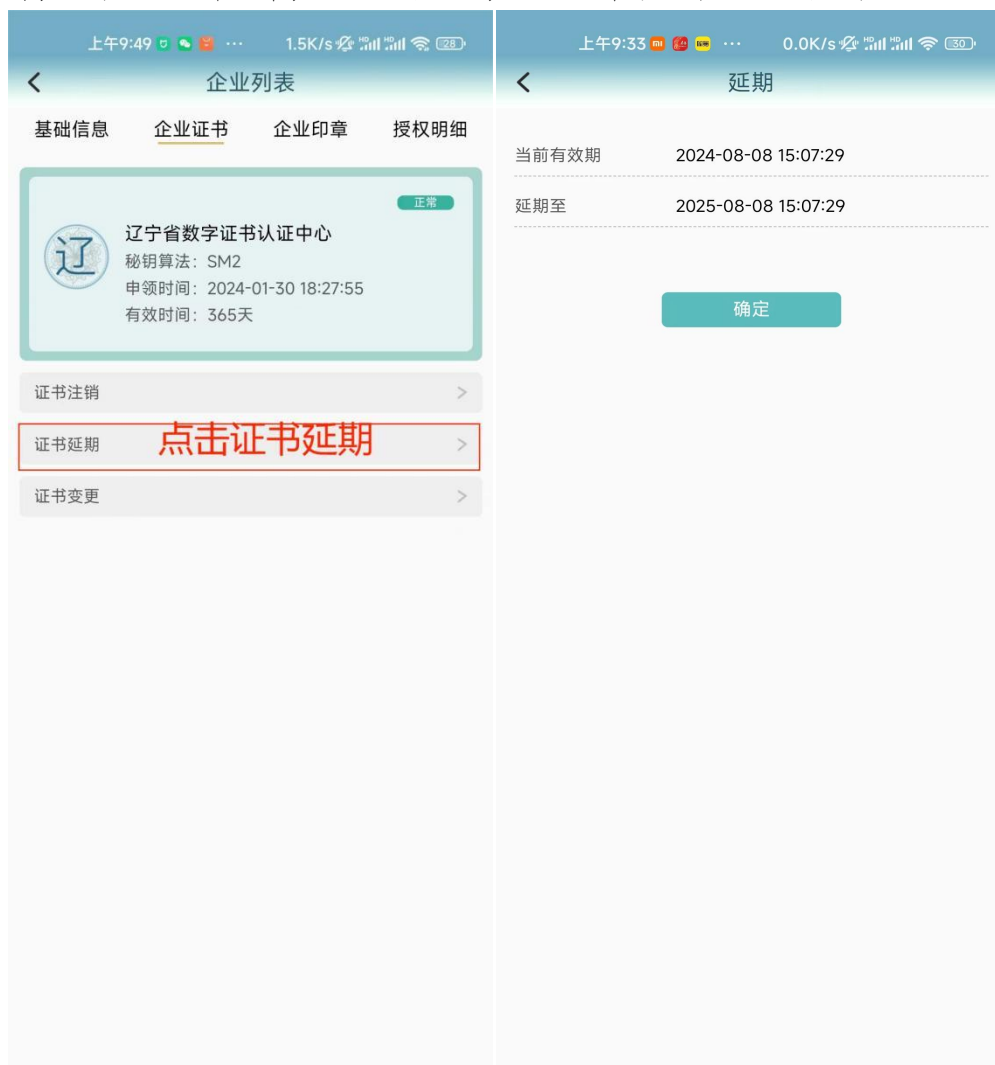 上午9:49 ··· 1.5K/s 28
企业列表
基础信息 企业证书 企业印章 授权明细
正常
辽
辽宁省数字证书认证中心
秘钥算法：SM2
申领时间：2024-01-30 18:27:55
有效时间：365天
证书注销
证书延期 点击证书延期
证书变更
上午9:33 ··· 0.0K/s 30
延期
当前有效期 2024-08-08 15:07:29
延期至 2025-08-08 15:07:29
确定